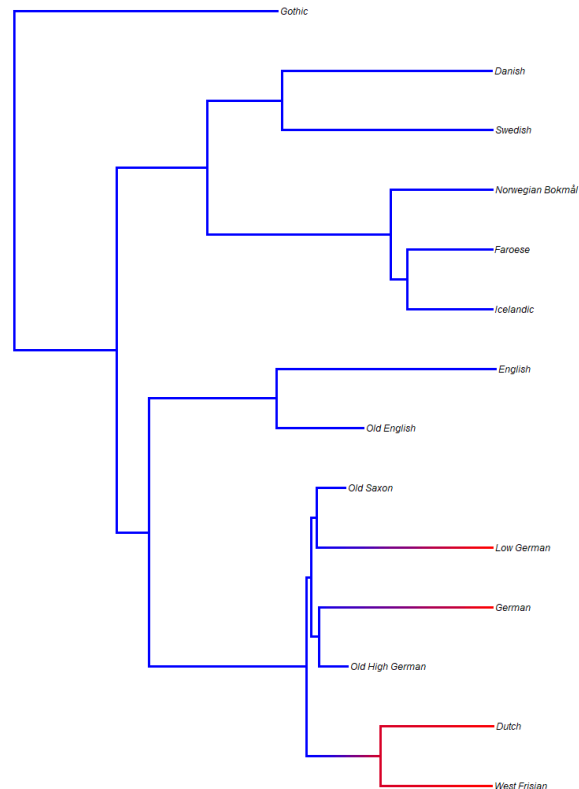 Gothic
Danish
Swedish
Norwegian Bokmål
Faroese
Icelandic
English
Old English
Old Saxon
Low German
German
Old High German
Dutch
West Frisian